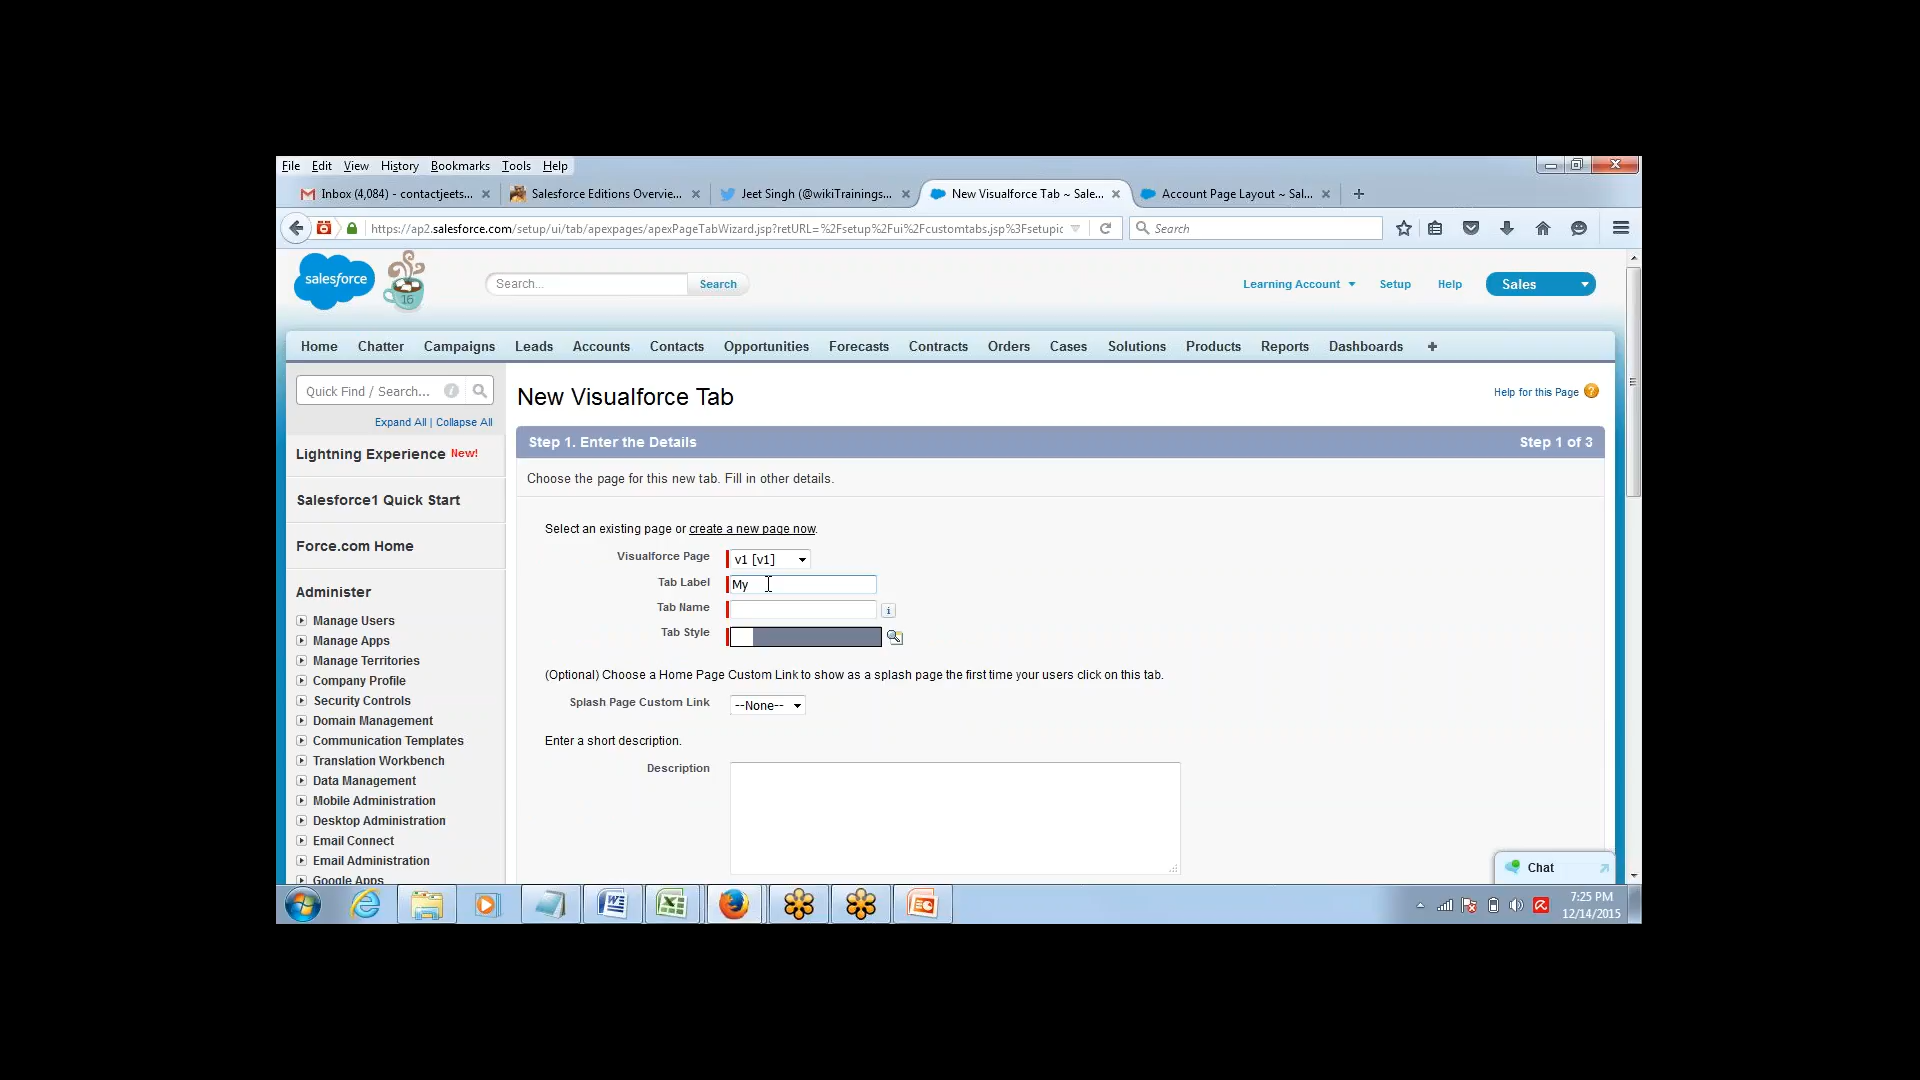 File Edit View History Bookmarks Tools Help
Inbox (4,084) - contactjeets... Salesforce Editions Overvie... Jeet Singh (@wikiTrainings... New Visualforce Tab ~ Sale... Account Page Layout ~ Sal...
https://ap2.salesforce.com/setup/ui/tab/apexpages/apexPageTabWizard.jsp?retURL=%2Fsetup%2Fui%2Fcustomtabs.jsp%3Fsetupic Search
salesforce 16 Search... Search Learning Account Setup Help Sales
Home Chatter Campaigns Leads Accounts Contacts Opportunities Forecasts Contracts Orders Cases Solutions Products Reports Dashboards +
Quick Find / Search... i
Expand All | Collapse All
Lightning Experience New!
Salesforce1 Quick Start
Force.com Home
Administer
Manage Users
Manage Apps
Manage Territories
Company Profile
Security Controls
Domain Management
Communication Templates
Translation Workbench
Data Management
Mobile Administration
Desktop Administration
Email Connect
Email Administration
Google Apps
New Visualforce Tab
Help for this Page ?
Step 1. Enter the Details Step 1 of 3
Choose the page for this new tab. Fill in other details.
Select an existing page or create a new page now.
Visualforce Page v1 [v1]
Tab Label My
Tab Name i
Tab Style
(Optional) Choose a Home Page Custom Link to show as a splash page the first time your users click on this tab.
Splash Page Custom Link --None--
Enter a short description.
Description
Chat
7:25 PM
12/14/2015